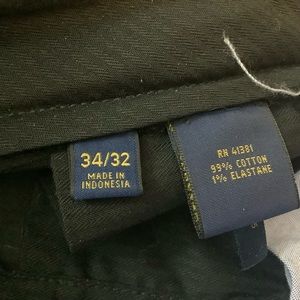 34/32
MADE IN
INDONESIA
RN 41381
99% COTTON
1% ELASTANE